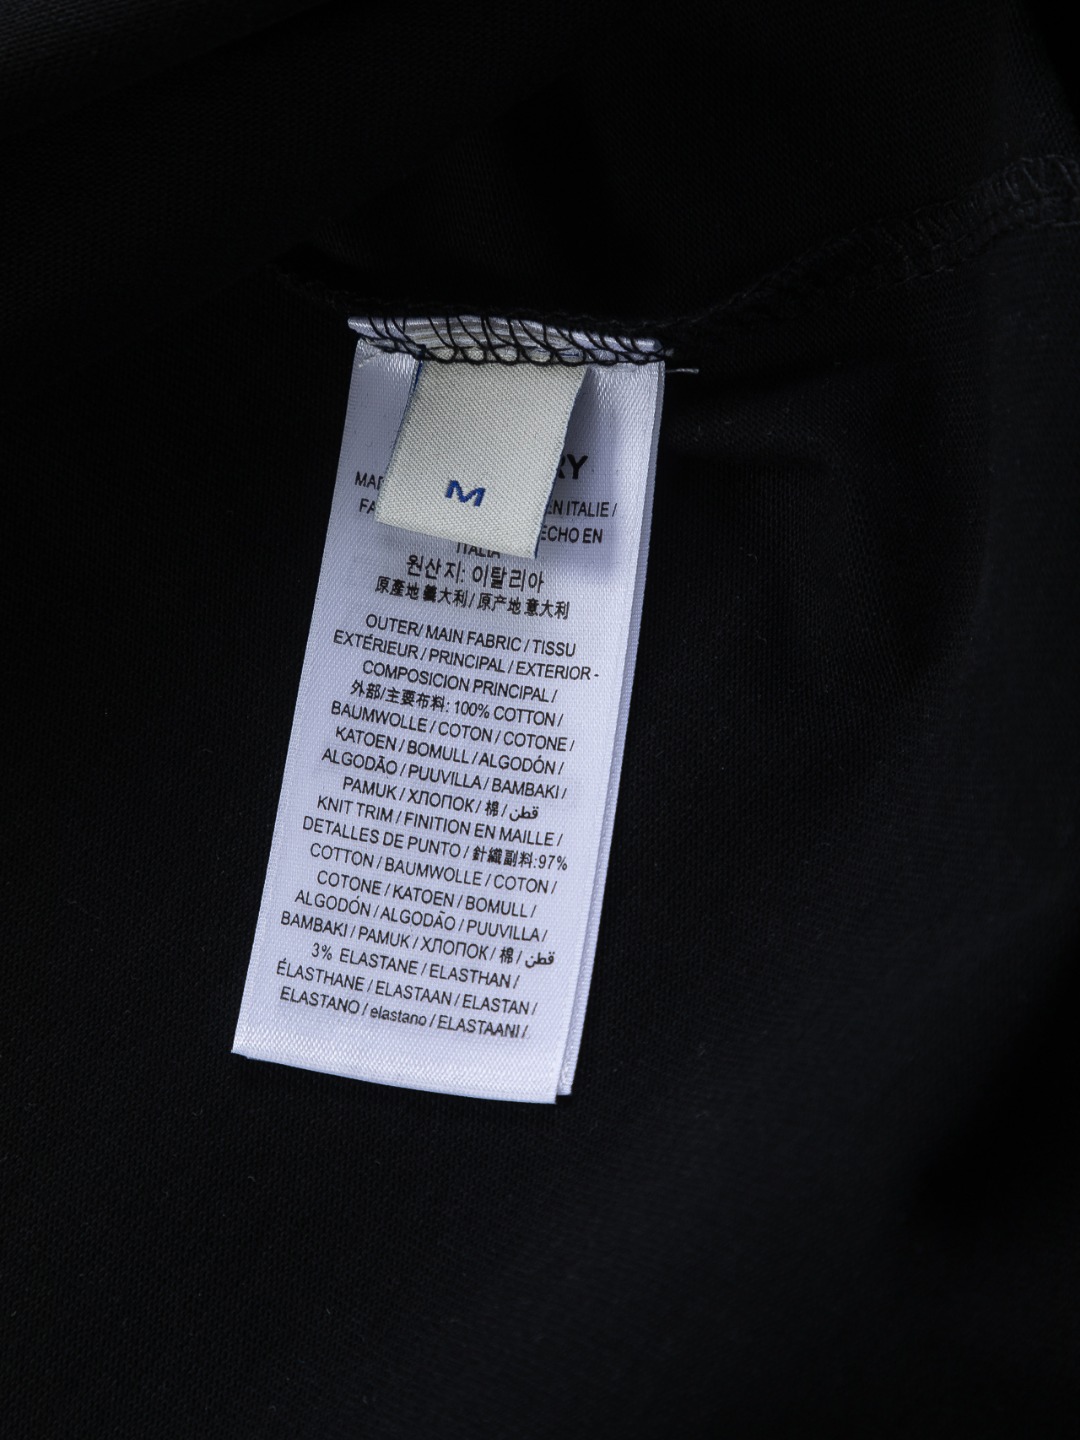 M
RY
EN ITALIE /
ECHO EN
ITALIA
원산지: 이탈리아
原產地 義大利 / 原产地 意大利
OUTER/ MAIN FABRIC / TISSU
EXTÉRIEUR / PRINCIPAL / EXTERIOR -
COMPOSICION PRINCIPAL /
外部/主要布料: 100% COTTON /
BAUMWOLLE / COTON / COTONE /
KATOEN / BOMULL / ALGODÓN /
ALGODÃO / PUUVILLA / BAMBAKI /
PAMUK / ХЛОПОК / 棉 / قطن
KNIT TRIM / FINITION EN MAILLE /
DETALLES DE PUNTO / 針織副料:97%
COTTON / BAUMWOLLE / COTON /
COTONE / KATOEN / BOMULL /
ALGODÓN / ALGODÃO / PUUVILLA /
BAMBAKI / PAMUK / ХЛОПОК / 棉 / قطن
3% ELASTANE / ELASTHAN /
ÉLASTHANE / ELASTAAN / ELASTAN /
ELASTANO / elastano / ELASTAANI /